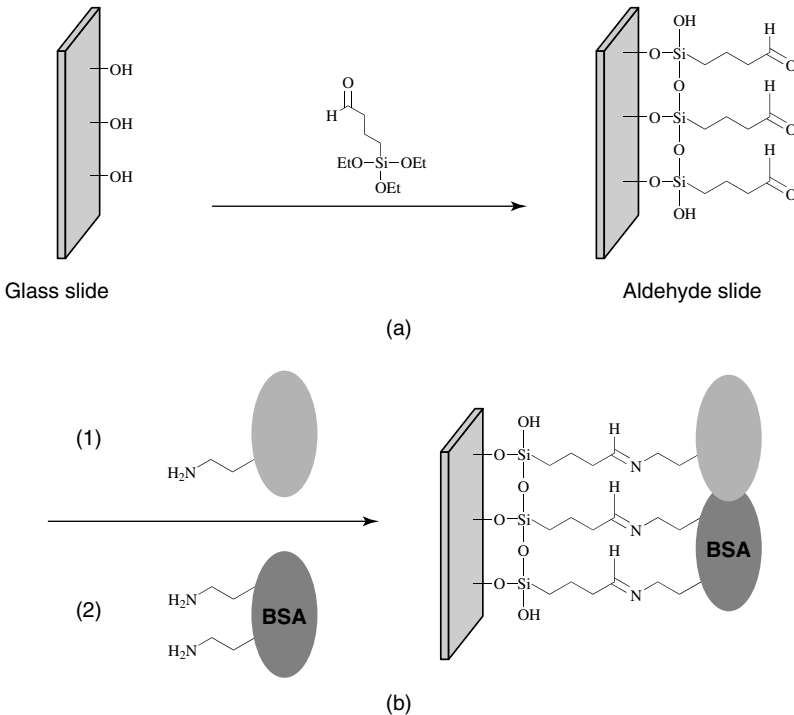 OH
OH
OH
O
H
EtO–Si–OEt
OEt
Glass slide
OH
H
O–Si
O
O
H
O–Si
O
O
H
O–Si
O
OH
Aldehyde slide
(a)
(1)
H₂N
(2)
H₂N
BSA
H₂N
OH
H
O–Si
N
O
H
O–Si
N
BSA
O
H
O–Si
N
OH
(b)